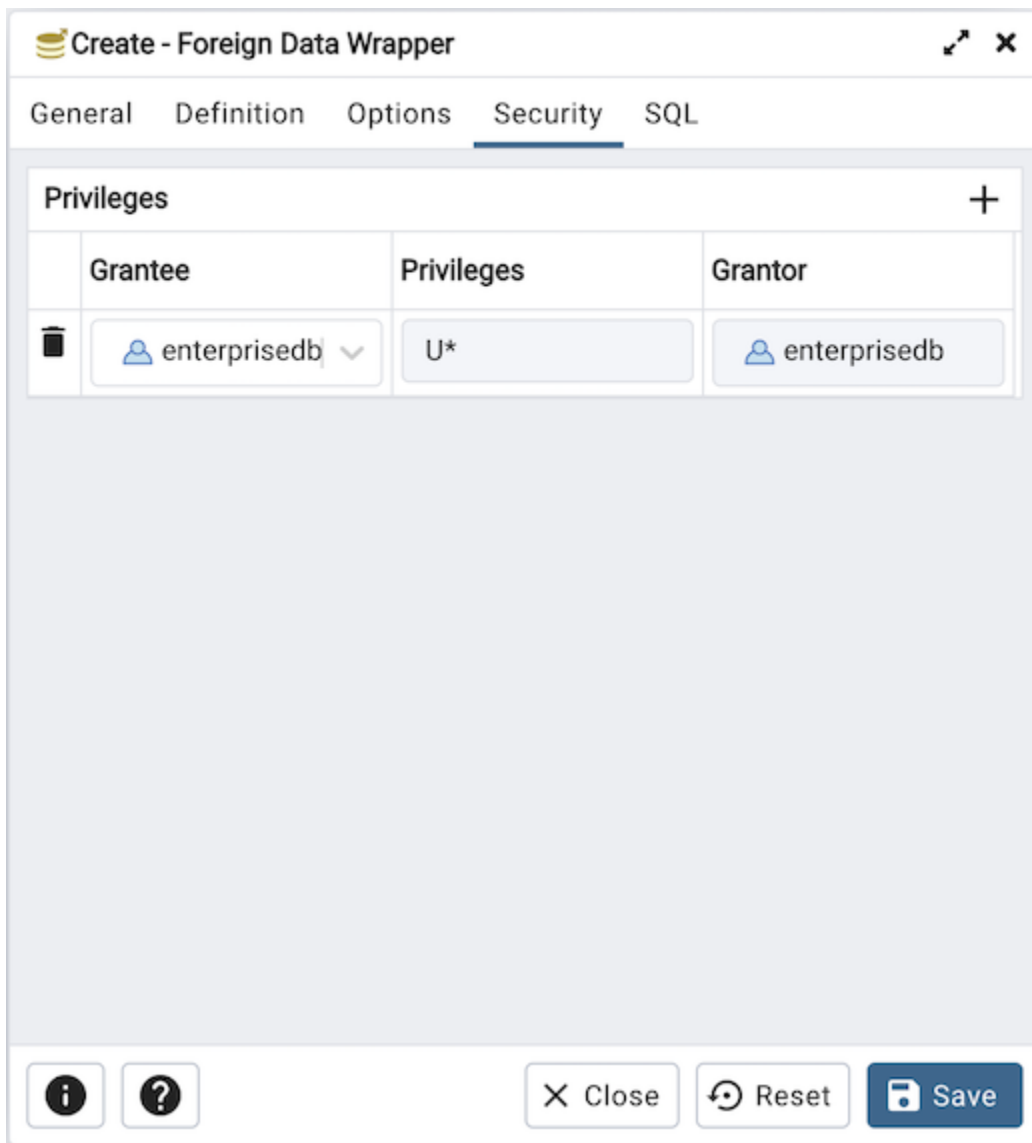 Create - Foreign Data Wrapper
General Definition Options Security SQL
Privileges
Grantee Privileges Grantor
enterprisedb U* enterprisedb
Close Reset Save